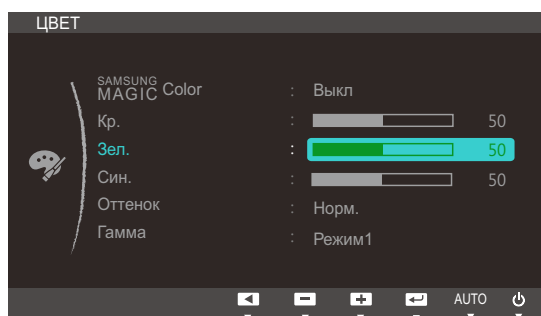 ЦВЕТ
SAMSUNG MAGIC Color : Выкл
Кр. : 50
Зел. : 50
Син. : 50
Оттенок : Норм.
Гамма : Режим1
AUTO